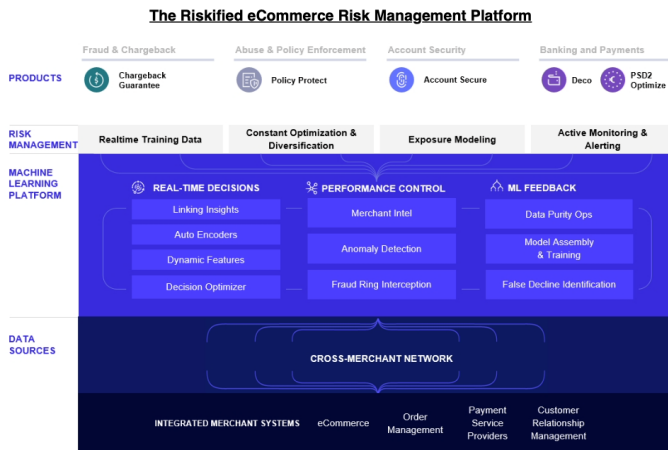 The Riskified eCommerce Risk Management Platform
Fraud & Chargeback
Abuse & Policy Enforcement
Account Security
Banking and Payments
PRODUCTS
Chargeback
Guarantee
Policy Protect
Account Secure
Deco
PSD2
Optimize
RISK
MANAGEMENT
Realtime Training Data
Constant Optimization &
Diversification
Exposure Modeling
Active Monitoring &
Alerting
MACHINE
LEARNING
PLATFORM
REAL-TIME DECISIONS
Linking Insights
Auto Encoders
Dynamic Features
Decision Optimizer
PERFORMANCE CONTROL
Merchant Intel
Anomaly Detection
Fraud Ring Interception
ML FEEDBACK
Data Purity Ops
Model Assembly
& Training
False Decline Identification
DATA
SOURCES
CROSS-MERCHANT NETWORK
INTEGRATED MERCHANT SYSTEMS
eCommerce
Order
Management
Payment
Service
Providers
Customer
Relationship
Management